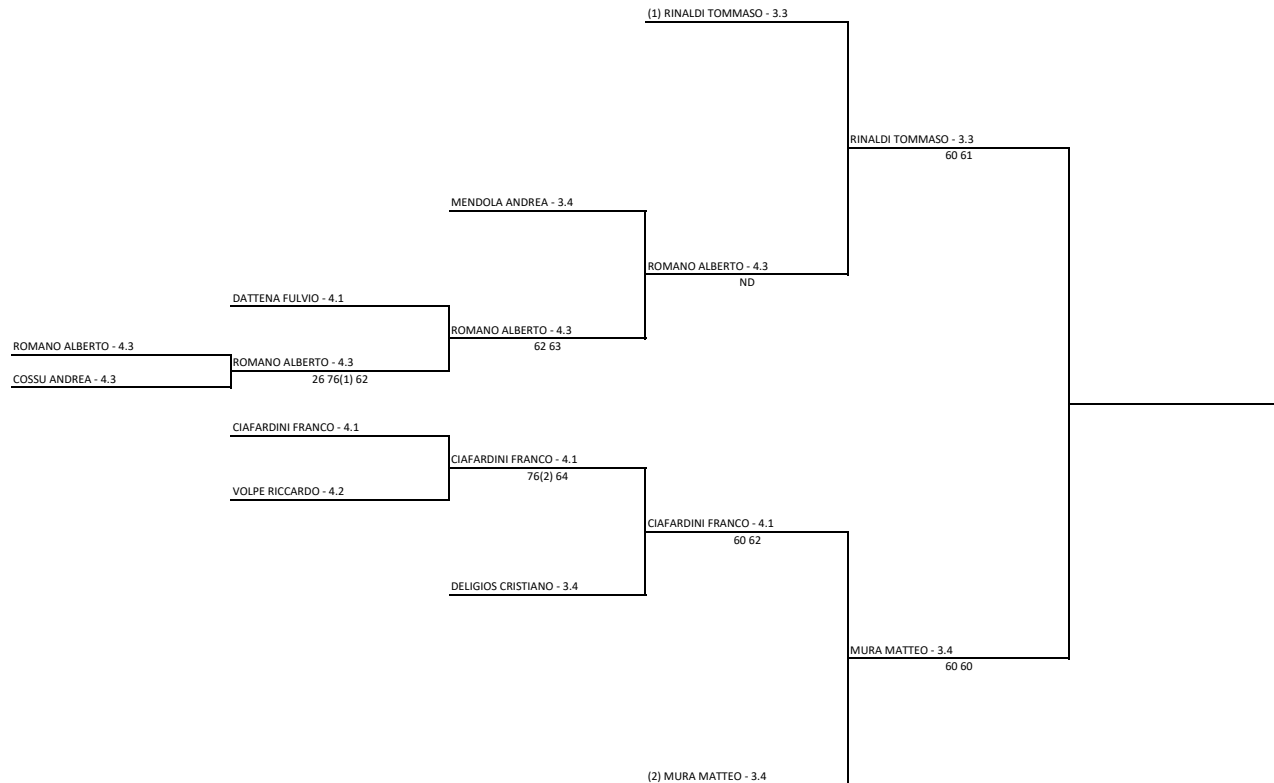 (1) RINALDI TOMMASO - 3.3
RINALDI TOMMASO - 3.3
60 61
MENDOLA ANDREA - 3.4
ROMANO ALBERTO - 4.3
ND
DATTENA FULVIO - 4.1
ROMANO ALBERTO - 4.3
62 63
ROMANO ALBERTO - 4.3
ROMANO ALBERTO - 4.3
26 76(1) 62
COSSU ANDREA - 4.3
CIAFARDINI FRANCO - 4.1
CIAFARDINI FRANCO - 4.1
76(2) 64
VOLPE RICCARDO - 4.2
CIAFARDINI FRANCO - 4.1
60 62
DELIGIOS CRISTIANO - 3.4
MURA MATTEO - 3.4
60 60
(2) MURA MATTEO - 3.4